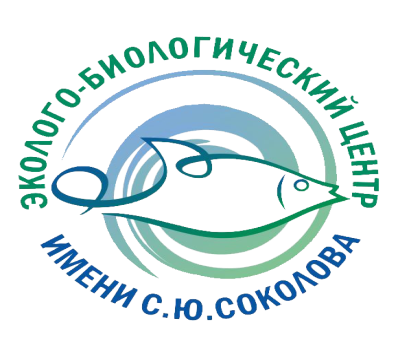 ЭКОЛОГО-БИОЛОГИЧЕСКИЙ ЦЕНТР
ИМЕНИ С.Ю.СОКОЛОВА